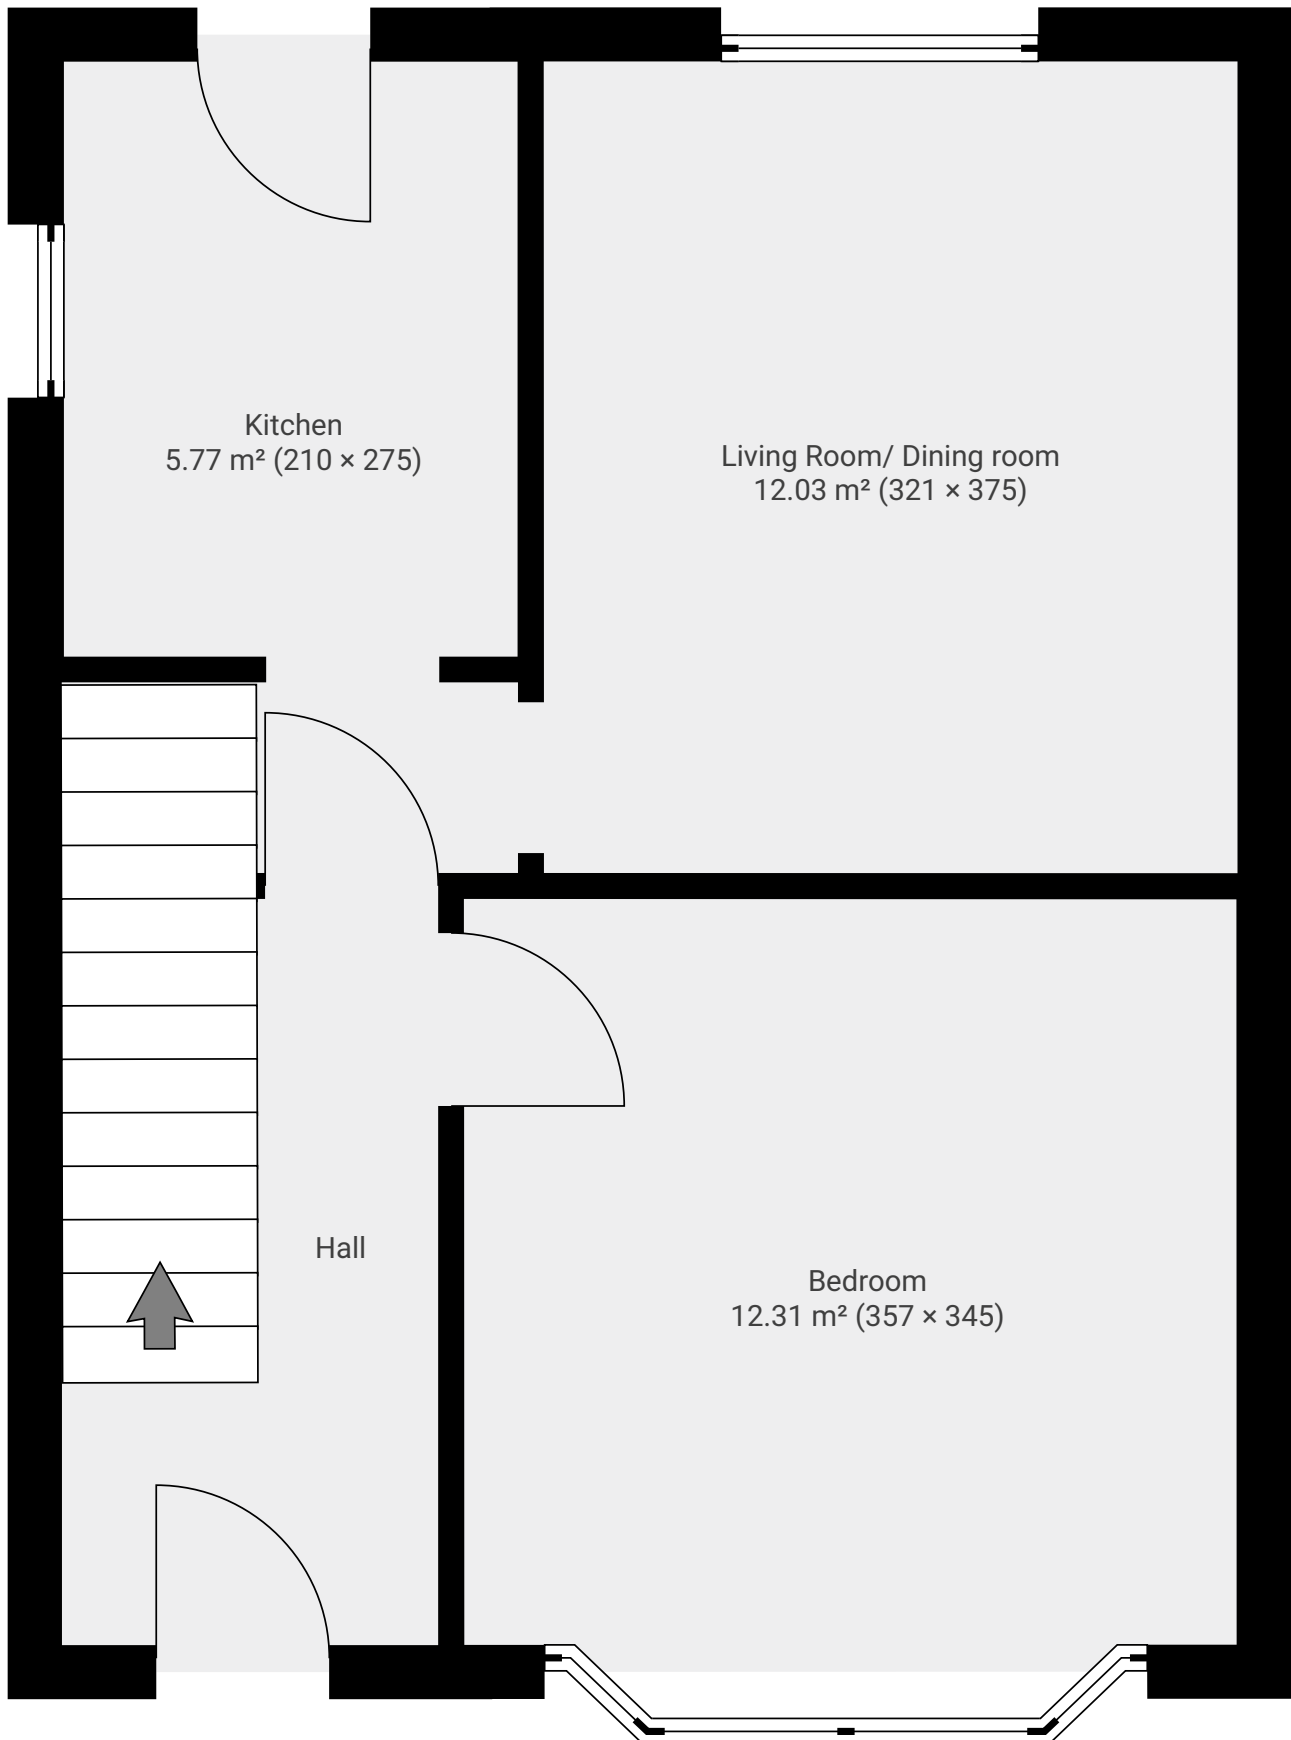 Kitchen
5.77 m² (210 × 275)
Living Room/ Dining room
12.03 m² (321 × 375)
Hall
Bedroom
12.31 m² (357 × 345)